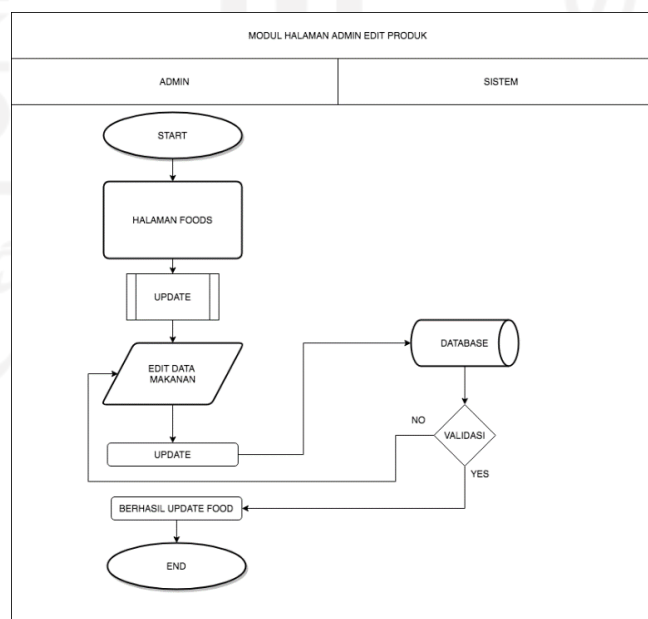 MODUL HALAMAN ADMIN EDIT PRODUK
ADMIN
SISTEM
START
HALAMAN FOODS
UPDATE
EDIT DATA
MAKANAN
DATABASE
NO
VALIDASI
UPDATE
YES
BERHASIL UPDATE FOOD
END